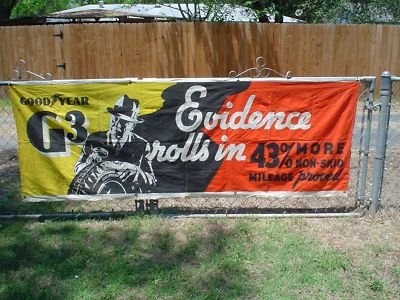 GOOD YEAR
G3
Evidence
rolls in
43% MORE
NON-SKID
MILEAGE proved